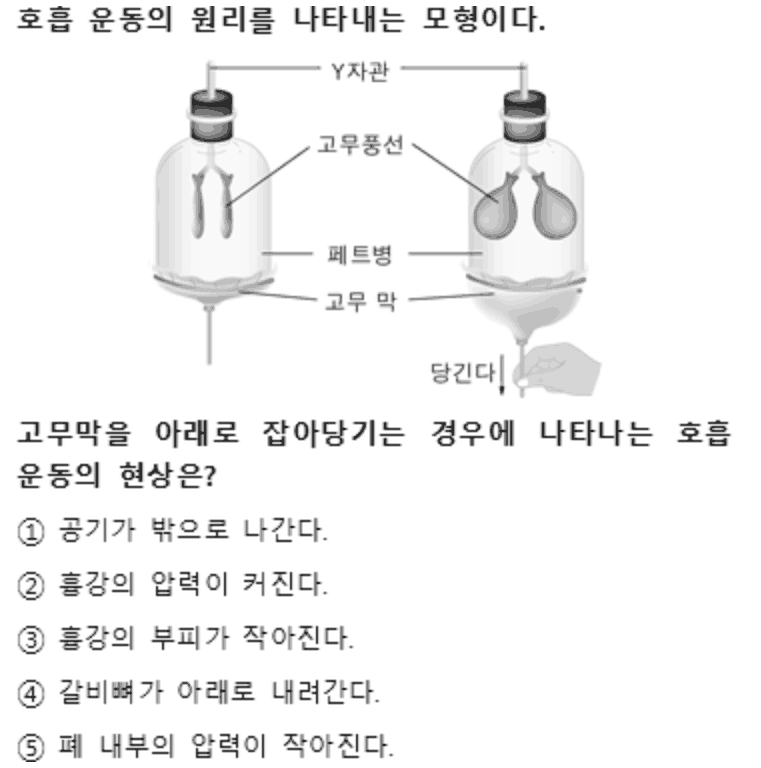 호흡 운동의 원리를 나타내는 모형이다.
Y자관
고무풍선
페트병
고무 막
당긴다
고무막을 아래로 잡아당기는 경우에 나타나는 호흡
운동의 현상은?
① 공기가 밖으로 나간다.
② 흉강의 압력이 커진다.
③ 흉강의 부피가 작아진다.
④ 갈비뼈가 아래로 내려간다.
⑤ 폐 내부의 압력이 작아진다.